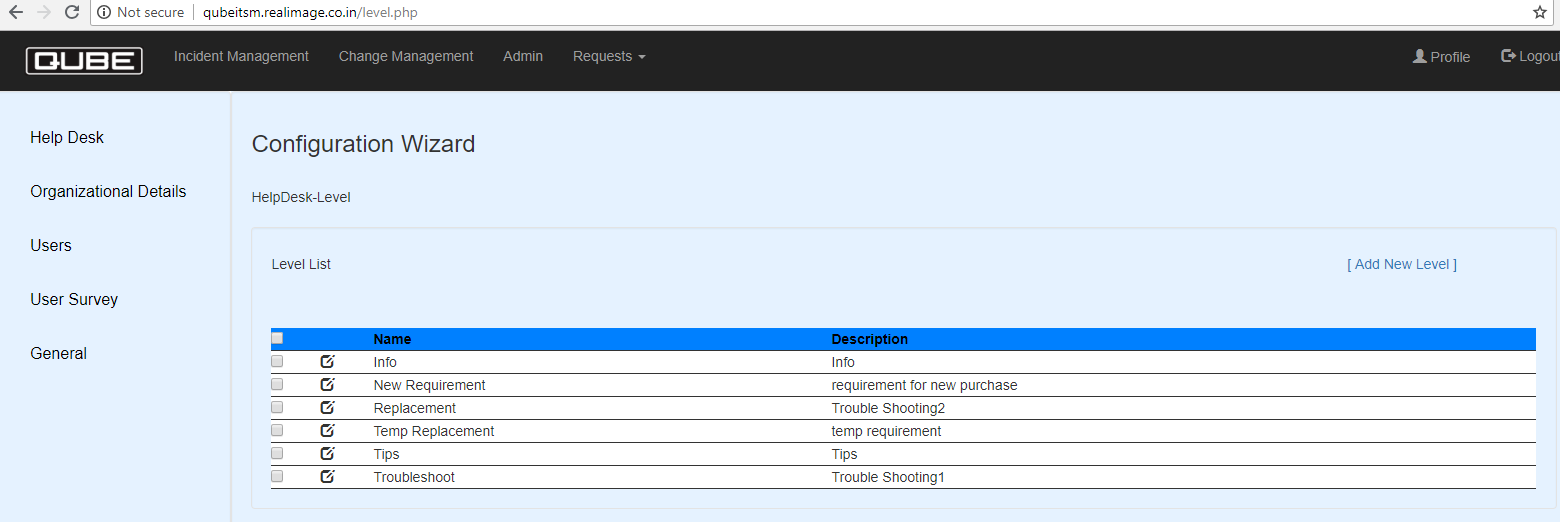 Not secure qubeitsm.realimage.co.in/level.php
QUBE Incident Management Change Management Admin Requests Profile Logout
Help Desk
Organizational Details
Users
User Survey
General
Configuration Wizard
HelpDesk-Level
Level List [ Add New Level ]
Name Description
Info Info
New Requirement requirement for new purchase
Replacement Trouble Shooting2
Temp Replacement temp requirement
Tips Tips
Troubleshoot Trouble Shooting1